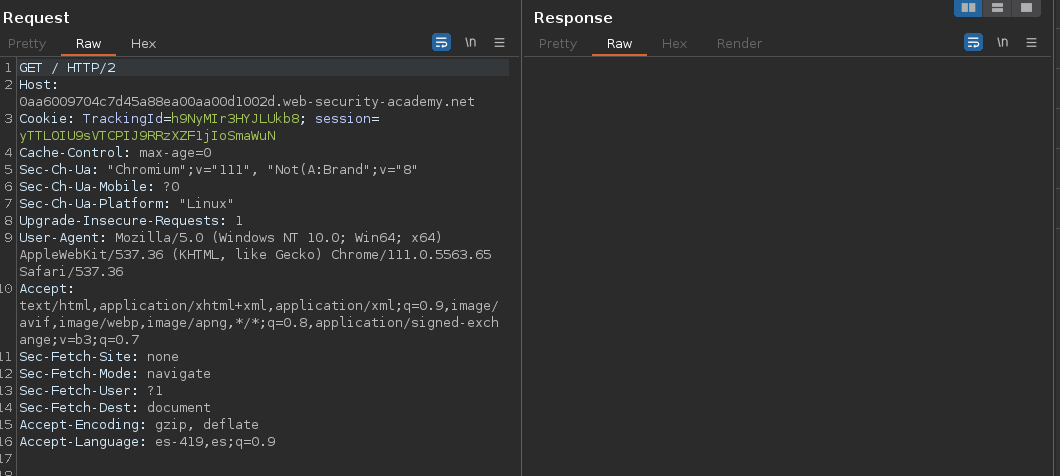 Request
Pretty Raw Hex \n
1 GET / HTTP/2
2 Host:
0aa6009704c7d45a88ea00aa00d1002d.web-security-academy.net
3 Cookie: TrackingId=h9NyMIr3HYJLUkb8; session=
yTTLOIU9sVTCPIJ9RRzXZF1jIoSmaWuN
4 Cache-Control: max-age=0
5 Sec-Ch-Ua: "Chromium";v="111", "Not(A:Brand";v="8"
6 Sec-Ch-Ua-Mobile: ?0
7 Sec-Ch-Ua-Platform: "Linux"
8 Upgrade-Insecure-Requests: 1
9 User-Agent: Mozilla/5.0 (Windows NT 10.0; Win64; x64)
AppleWebKit/537.36 (KHTML, like Gecko) Chrome/111.0.5563.65
Safari/537.36
10 Accept:
text/html,application/xhtml+xml,application/xml;q=0.9,image/
avif,image/webp,image/apng,*/*;q=0.8,application/signed-exch
ange;v=b3;q=0.7
11 Sec-Fetch-Site: none
12 Sec-Fetch-Mode: navigate
13 Sec-Fetch-User: ?1
14 Sec-Fetch-Dest: document
15 Accept-Encoding: gzip, deflate
16 Accept-Language: es-419,es;q=0.9
17
18
Response
Pretty Raw Hex Render \n